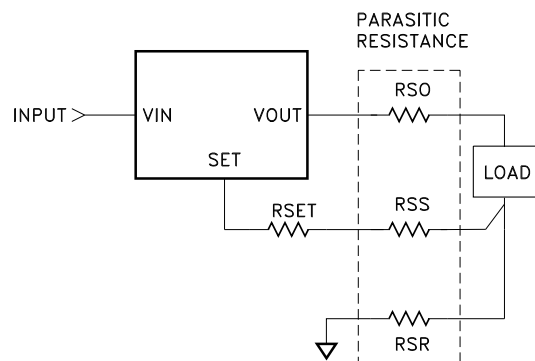 PARASITIC
RESISTANCE
RSO
INPUT
VIN
VOUT
SET
LOAD
RSET
RSS
RSR